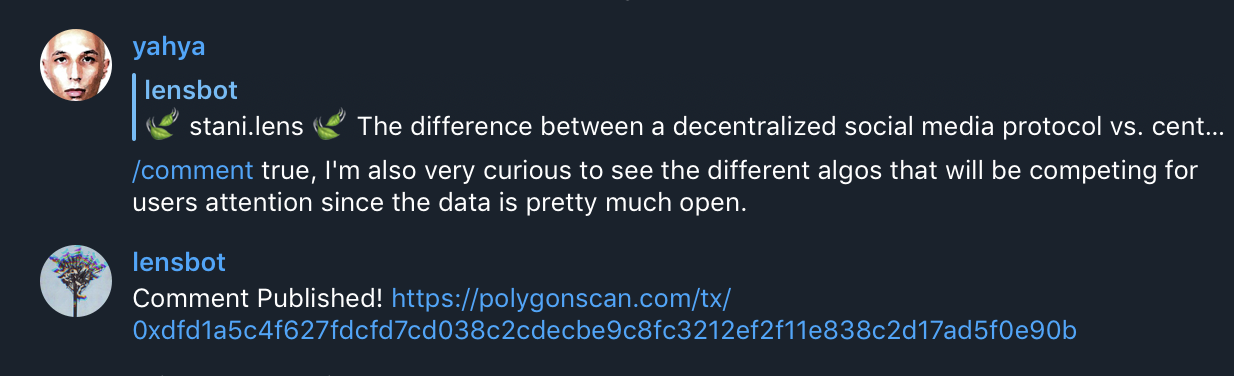 yahya
lensbot
🌿 stani.lens 🌿 The difference between a decentralized social media protocol vs. cent...
/comment true, I'm also very curious to see the different algos that will be competing for
users attention since the data is pretty much open.
lensbot
Comment Published! https://polygonscan.com/tx/
0xdfd1a5c4f627fdcfd7cd038c2cdecbe9c8fc3212ef2f11e838c2d17ad5f0e90b